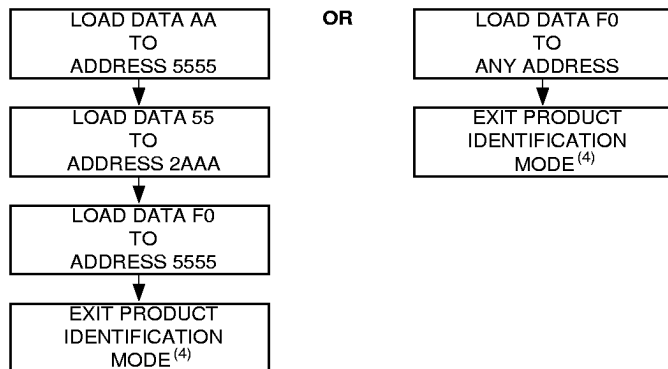 LOAD DATA AA
TO
ADDRESS 5555
LOAD DATA 55
TO
ADDRESS 2AAA
LOAD DATA F0
TO
ADDRESS 5555
EXIT PRODUCT
IDENTIFICATION
MODE(4)
OR
LOAD DATA F0
TO
ANY ADDRESS
EXIT PRODUCT
IDENTIFICATION
MODE(4)